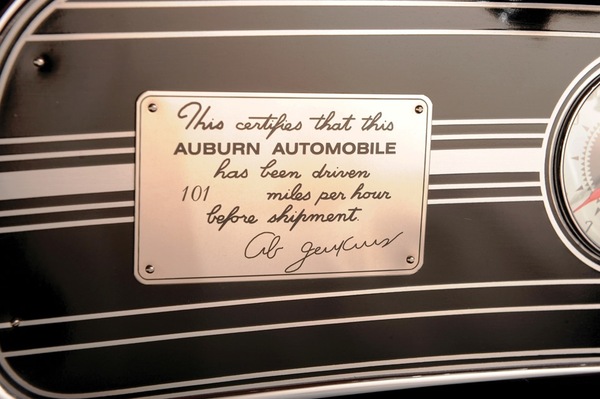 This certifies that this
AUBURN AUTOMOBILE
has been driven
101 miles per hour
before shipment.
Ab Jenkins